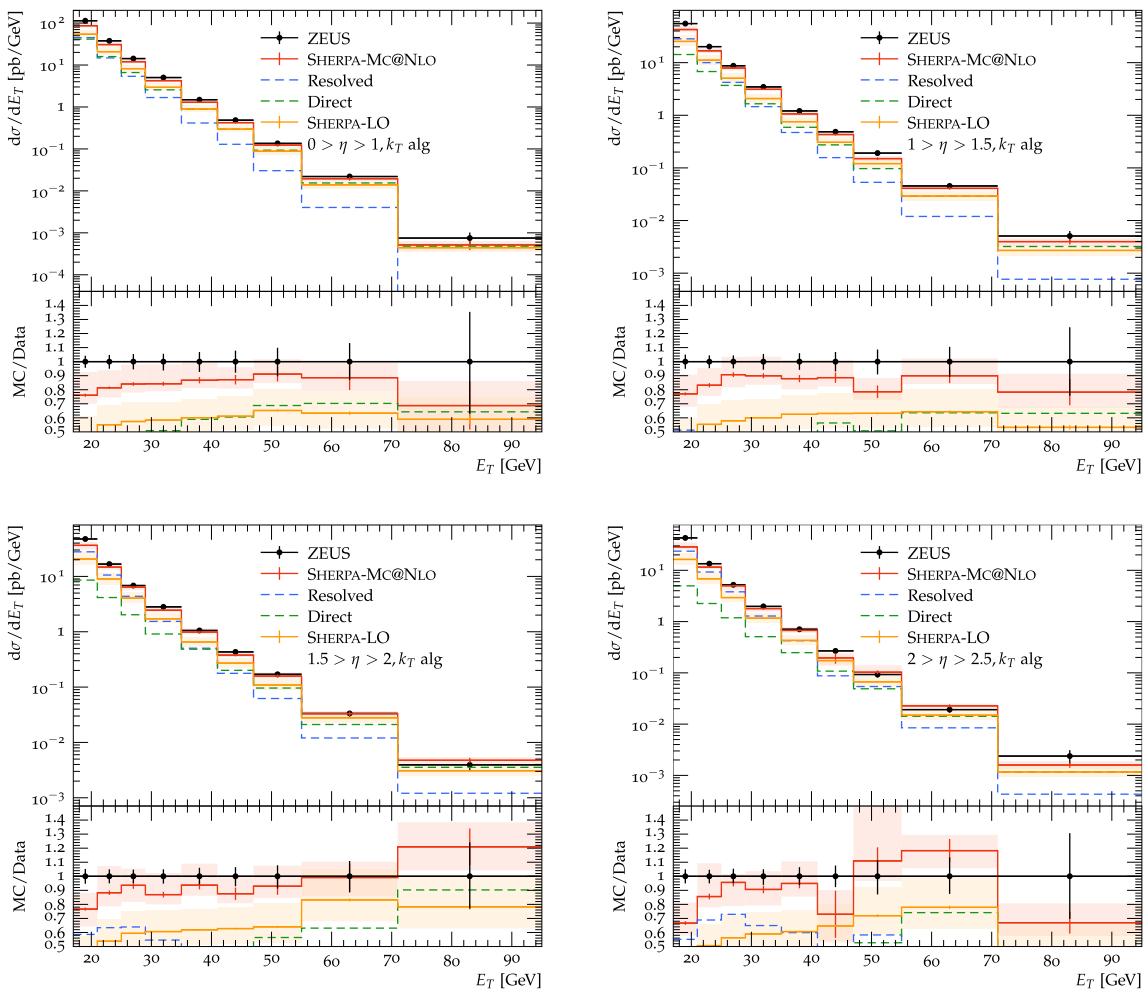 dσ/dE_T [pb/GeV]
10²
10¹
1
10⁻¹
10⁻²
10⁻³
10⁻⁴
ZEUS
SHERPA-MC@NLO
Resolved
Direct
SHERPA-LO
0 > η > 1, k_T alg
MC/Data
1.4
1.3
1.2
1.1
1
0.9
0.8
0.7
0.6
0.5
20 30 40 50 60 70 80 90
E_T [GeV]
dσ/dE_T [pb/GeV]
10¹
1
10⁻¹
10⁻²
10⁻³
ZEUS
SHERPA-MC@NLO
Resolved
Direct
SHERPA-LO
1 > η > 1.5, k_T alg
MC/Data
1.4
1.3
1.2
1.1
1
0.9
0.8
0.7
0.6
0.5
20 30 40 50 60 70 80 90
E_T [GeV]
dσ/dE_T [pb/GeV]
10¹
1
10⁻¹
10⁻²
10⁻³
ZEUS
SHERPA-MC@NLO
Resolved
Direct
SHERPA-LO
1.5 > η > 2, k_T alg
MC/Data
1.4
1.3
1.2
1.1
1
0.9
0.8
0.7
0.6
0.5
20 30 40 50 60 70 80 90
E_T [GeV]
dσ/dE_T [pb/GeV]
10¹
1
10⁻¹
10⁻²
10⁻³
ZEUS
SHERPA-MC@NLO
Resolved
Direct
SHERPA-LO
2 > η > 2.5, k_T alg
MC/Data
1.4
1.3
1.2
1.1
1
0.9
0.8
0.7
0.6
0.5
20 30 40 50 60 70 80 90
E_T [GeV]